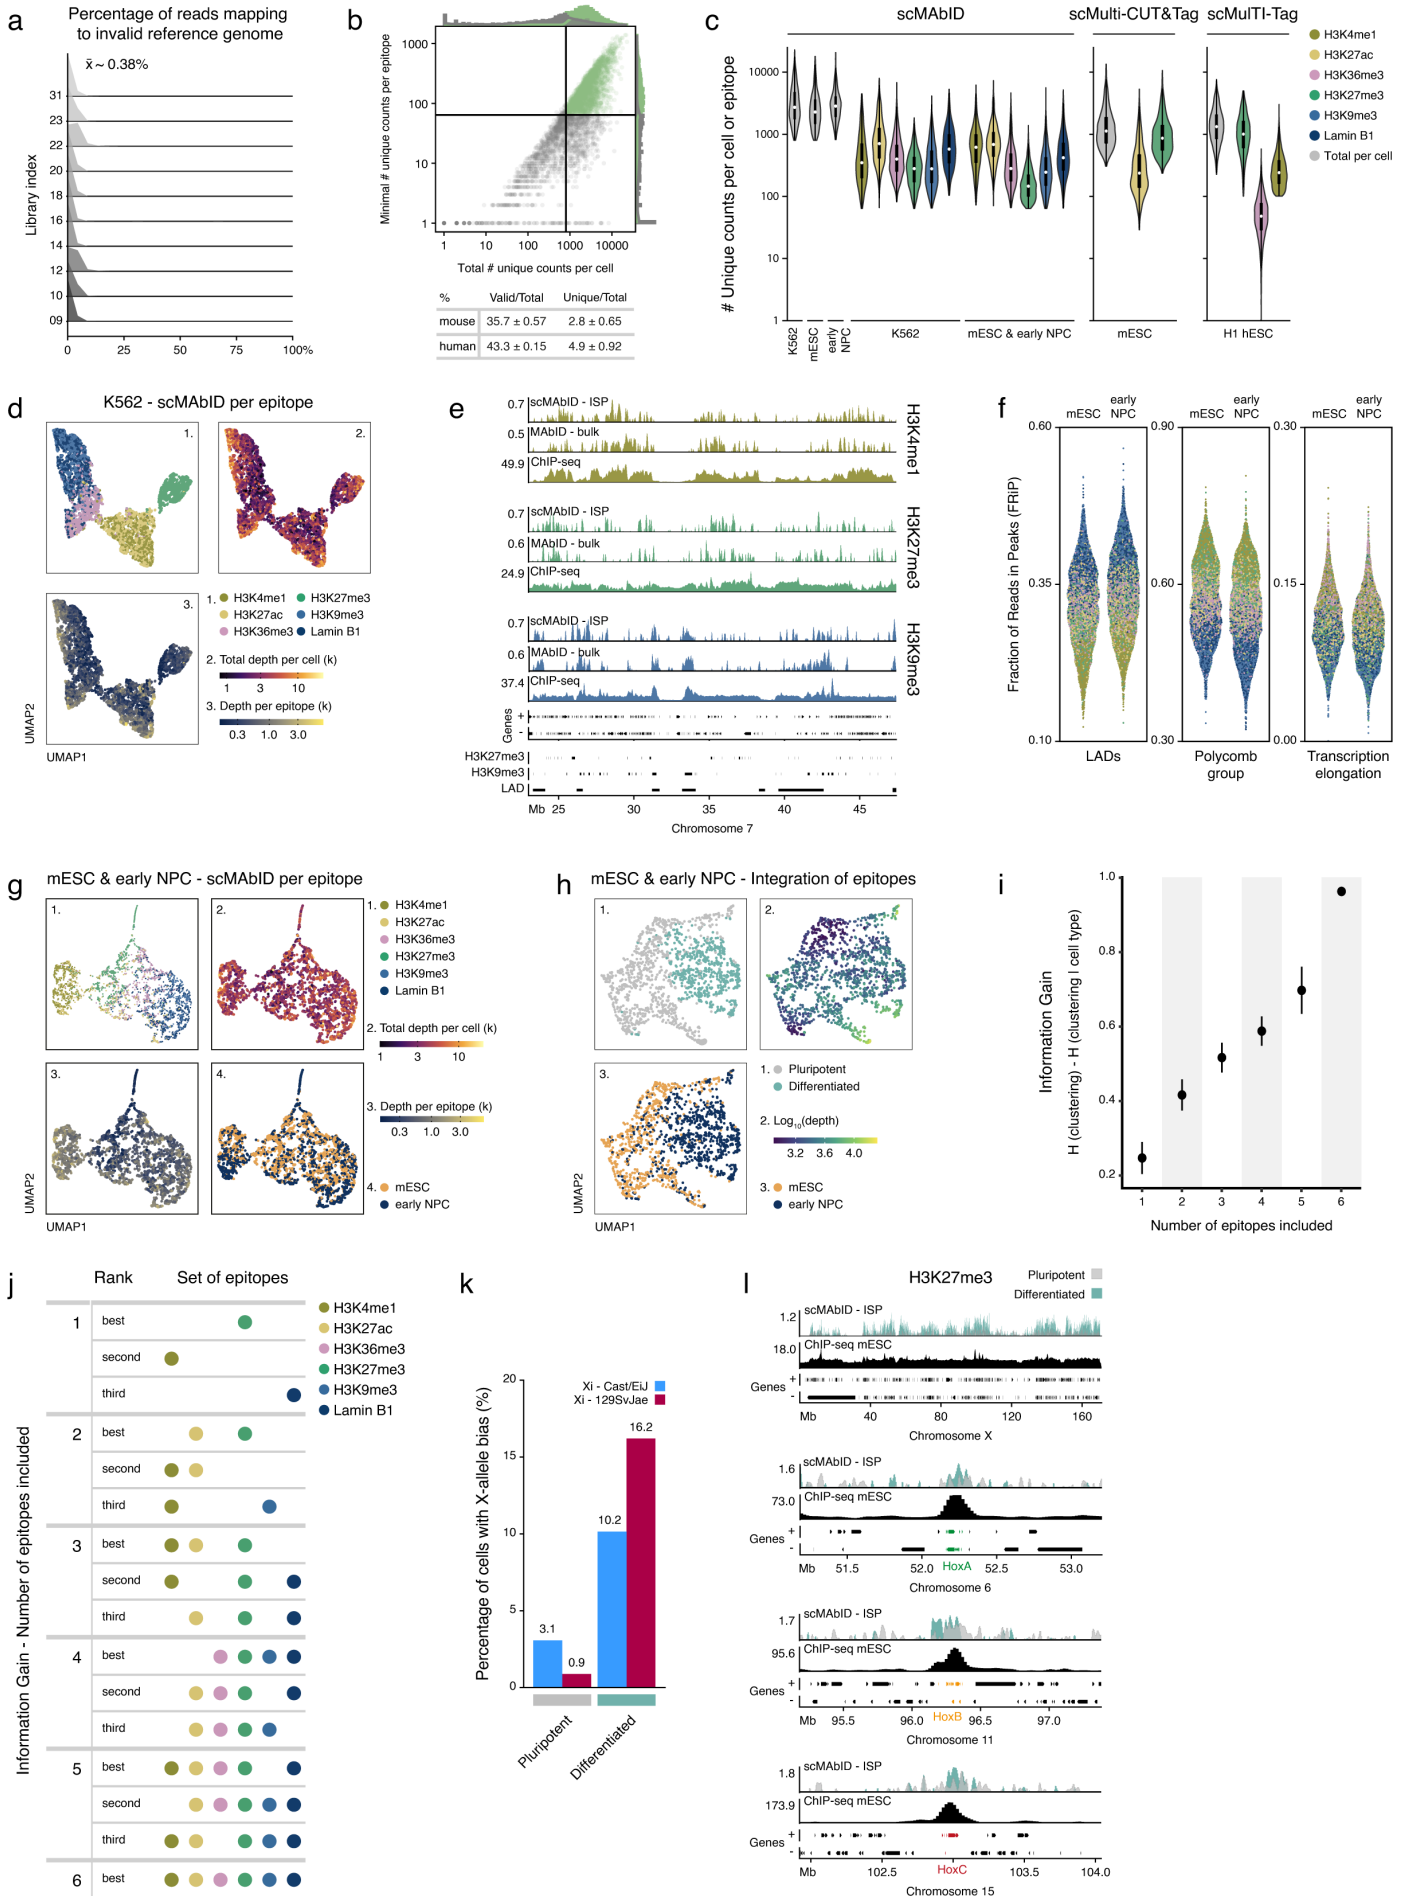 a
Percentage of reads mapping
to invalid reference genome
x̄ ~ 0.38%
Library index
31
23
22
20
18
16
14
12
10
09
0 25 50 75 100%
b
Minimal # unique counts per epitope
1000
100
10
1
1 10 100 1000 10000
Total # unique counts per cell
% Valid/Total Unique/Total
mouse 35.7 ± 0.57 2.8 ± 0.65
human 43.3 ± 0.15 4.9 ± 0.92
c
scMAbID scMulti-CUT&Tag scMulTI-Tag
# Unique counts per cell or epitope
10000
1000
100
10
1
K562
mESC
early
NPC
K562 mESC & early NPC mESC H1 hESC
H3K4me1
H3K27ac
H3K36me3
H3K27me3
H3K9me3
Lamin B1
Total per cell
d
K562 - scMAbID per epitope
1. 2.
3.
1. H3K4me1 H3K27me3
H3K27ac H3K9me3
H3K36me3 Lamin B1
2. Total depth per cell (k)
1 3 10
3. Depth per epitope (k)
0.3 1.0 3.0
UMAP2
UMAP1
e
0.7 scMAbID - ISP
0.5 MAbID - bulk
49.9 ChIP-seq
H3K4me1
0.7 scMAbID - ISP
0.6 MAbID - bulk
24.9 ChIP-seq
H3K27me3
0.7 scMAbID - ISP
0.6 MAbID - bulk
37.4 ChIP-seq
H3K9me3
Genes + -
H3K27me3
H3K9me3
LAD
Mb 25 30 35 40 45
Chromosome 7
f
Fraction of Reads in Peaks (FRiP)
mESC early
NPC
0.60
0.35
0.10
LADs
mESC early
NPC
0.90
0.60
0.30
Polycomb
group
mESC early
NPC
0.30
0.15
0.00
Transcription
elongation
g
mESC & early NPC - scMAbID per epitope
1. 2.
3. 4.
1. H3K4me1
H3K27ac
H3K36me3
H3K27me3
H3K9me3
Lamin B1
2. Total depth per cell (k)
1 3 10
3. Depth per epitope (k)
0.3 1.0 3.0
4. mESC
early NPC
UMAP2
UMAP1
h
mESC & early NPC - Integration of epitopes
1. 2.
3.
1. Pluripotent
Differentiated
2. Log10(depth)
3.2 3.6 4.0
3. mESC
early NPC
UMAP2
UMAP1
i
Information Gain
H (clustering) - H (clustering | cell type)
1.0
0.8
0.6
0.4
0.2
1 2 3 4 5 6
Number of epitopes included
j
Rank Set of epitopes
Information Gain - Number of epitopes included
1 best
second
third
2 best
second
third
3 best
second
third
4 best
second
third
5 best
second
third
6 best
H3K4me1
H3K27ac
H3K36me3
H3K27me3
H3K9me3
Lamin B1
k
Percentage of cells with X-allele bias (%)
20
15
10
5
0
Xi - Cast/EiJ
Xi - 129SvJae
3.1
0.9
10.2
16.2
Pluripotent
Differentiated
l
H3K27me3
Pluripotent
Differentiated
1.2 scMAbID - ISP
18.0 ChIP-seq mESC
Genes + -
Mb 40 80 120 160
Chromosome X
1.6 scMAbID - ISP
73.0 ChIP-seq mESC
Genes + -
Mb 51.5 52.0 HoxA 52.5 53.0
Chromosome 6
1.7 scMAbID - ISP
95.6 ChIP-seq mESC
Genes + -
Mb 95.5 96.0 HoxB 96.5 97.0
Chromosome 11
1.8 scMAbID - ISP
173.9 ChIP-seq mESC
Genes + -
Mb 102.5 HoxC 103.5 104.0
Chromosome 15